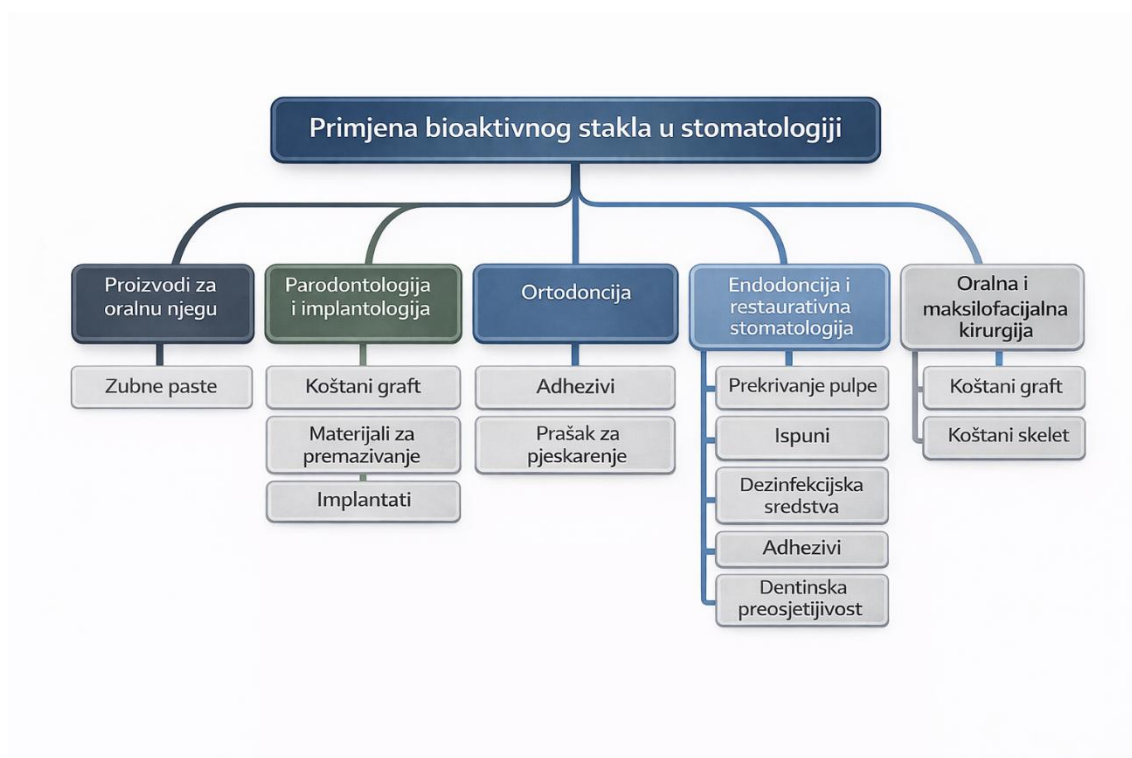 Primjena bioaktivnog stakla u stomatologiji
Proizvodi za
oralnu njegu
Zubne paste
Parodontologija
i implantologija
Koštani graft
Materijali za
premazivanje
Implantati
Ortodoncija
Adhezivi
Prašak za
pjeskarenje
Endodoncija i
restaurativna
stomatologija
Prekrivanje pulpe
Ispuni
Dezinfekcijska
sredstva
Adhezivi
Dentinska
preosjetijivost
Oralna i
maksilofacijalna
kirurgija
Koštani graft
Koštani skelet